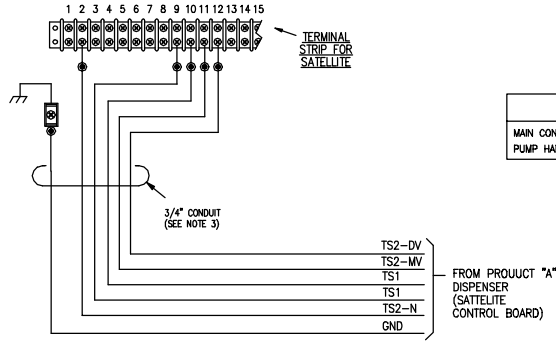 1 2 3 4 5 6 7 8 9 10 11 12 13 14 15
TERMINAL
STRIP FOR
SATELLITE
MAIN CON
PUMP HA
3/4" CONDUIT
(SEE NOTE 3)
TS2-DV
TS2-MV
TS1
TS1
TS2-N
GND
FROM PROUUCT "A"
DISPENSER
(SATTELITE
CONTROL BOARD)